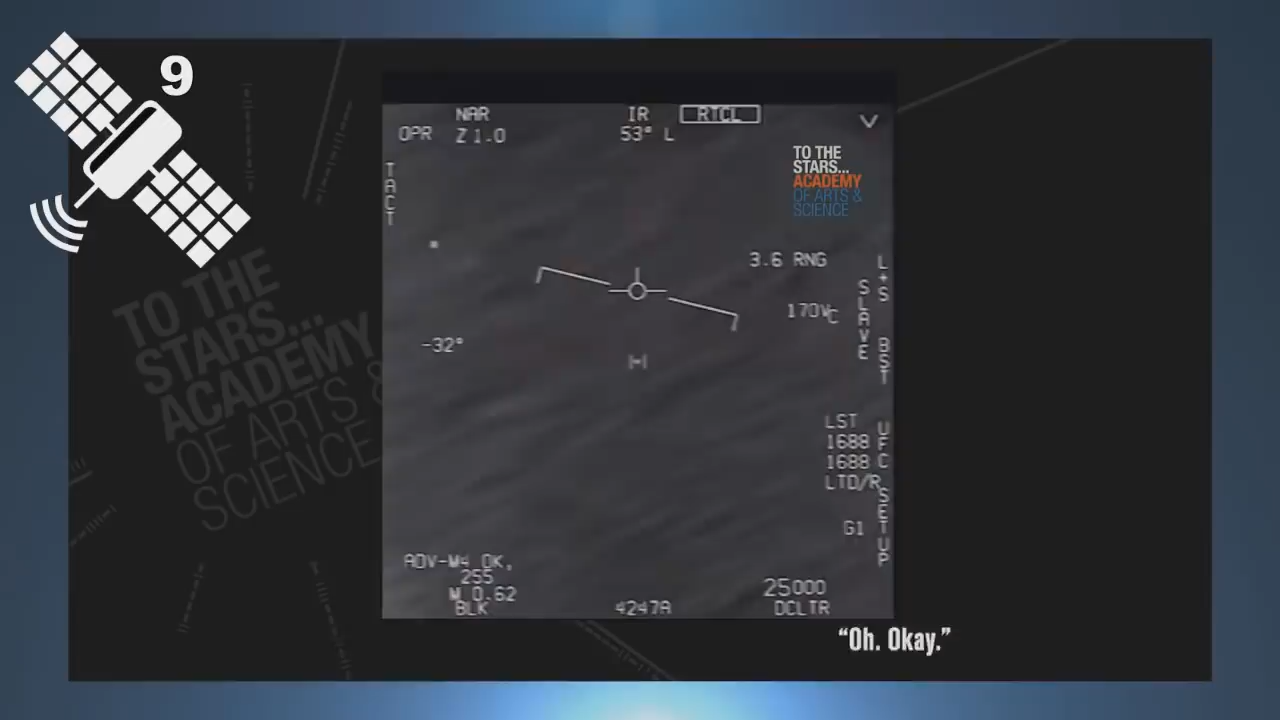 9
NAR
IR
RTCL
OPR
Z 1.0
53° L
TACT
TO THE
STARS...
ACADEMY
OF ARTS &
SCIENCE
3.6 RNG
L+S
SLAVE
170Vc
-32°
BST
TO THE
STARS...
ACADEMY
OF ARTS &
SCIENCE
LST
1688
1688
LTD/R
UFC
SETUP
G1
ADV-M4 OK,
255
M 0.62
BLK
4247A
25000
DCLTR
“Oh. Okay.”